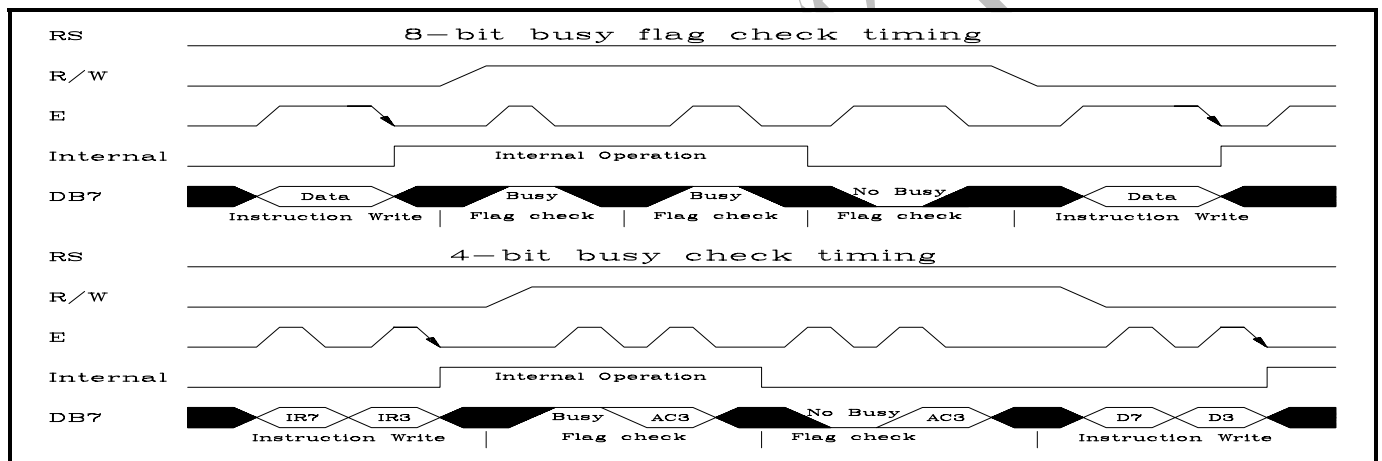 RS 8-bit busy flag check timing
R/W
E
Internal Internal Operation
DB7 Data Busy Busy No Busy Data
Instruction Write Flag check Flag check Flag check Instruction Write
RS 4-bit busy check timing
R/W
E
Internal Internal Operation
DB7 IR7 IR3 Busy AC3 No Busy AC3 D7 D3
Instruction Write Flag check Flag check Instruction Write